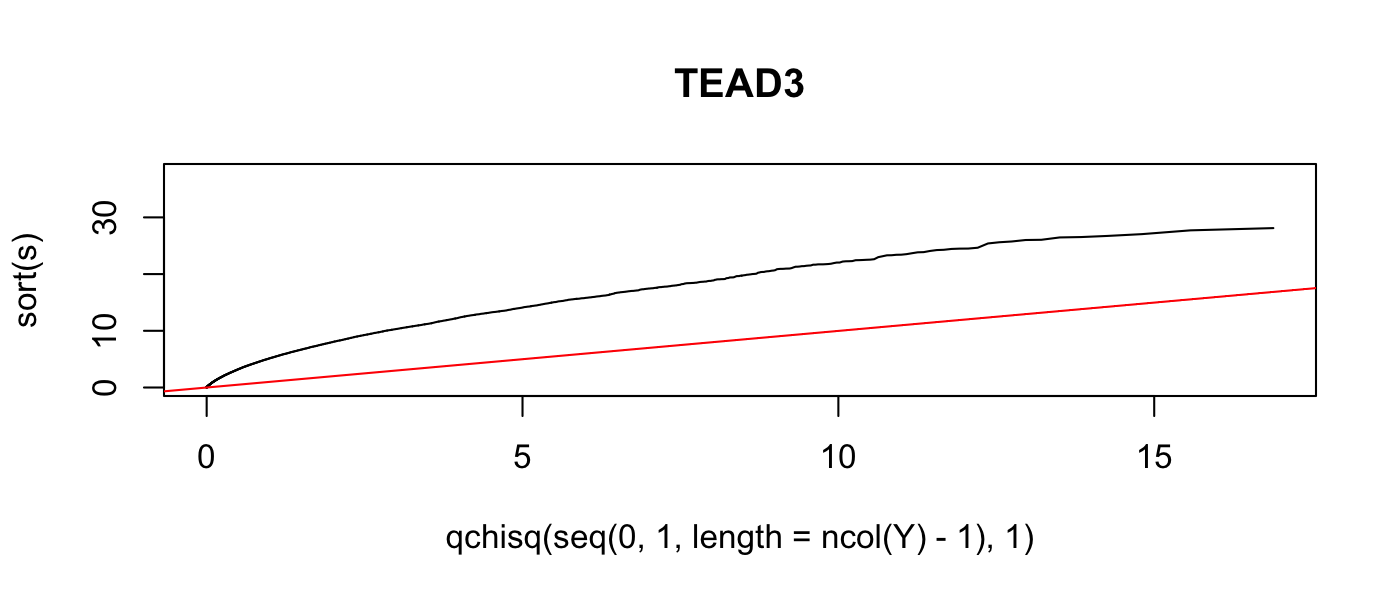 TEAD3
sort(s)
30
10
0
0 5 10 15
qchisq(seq(0, 1, length = ncol(Y) - 1), 1)